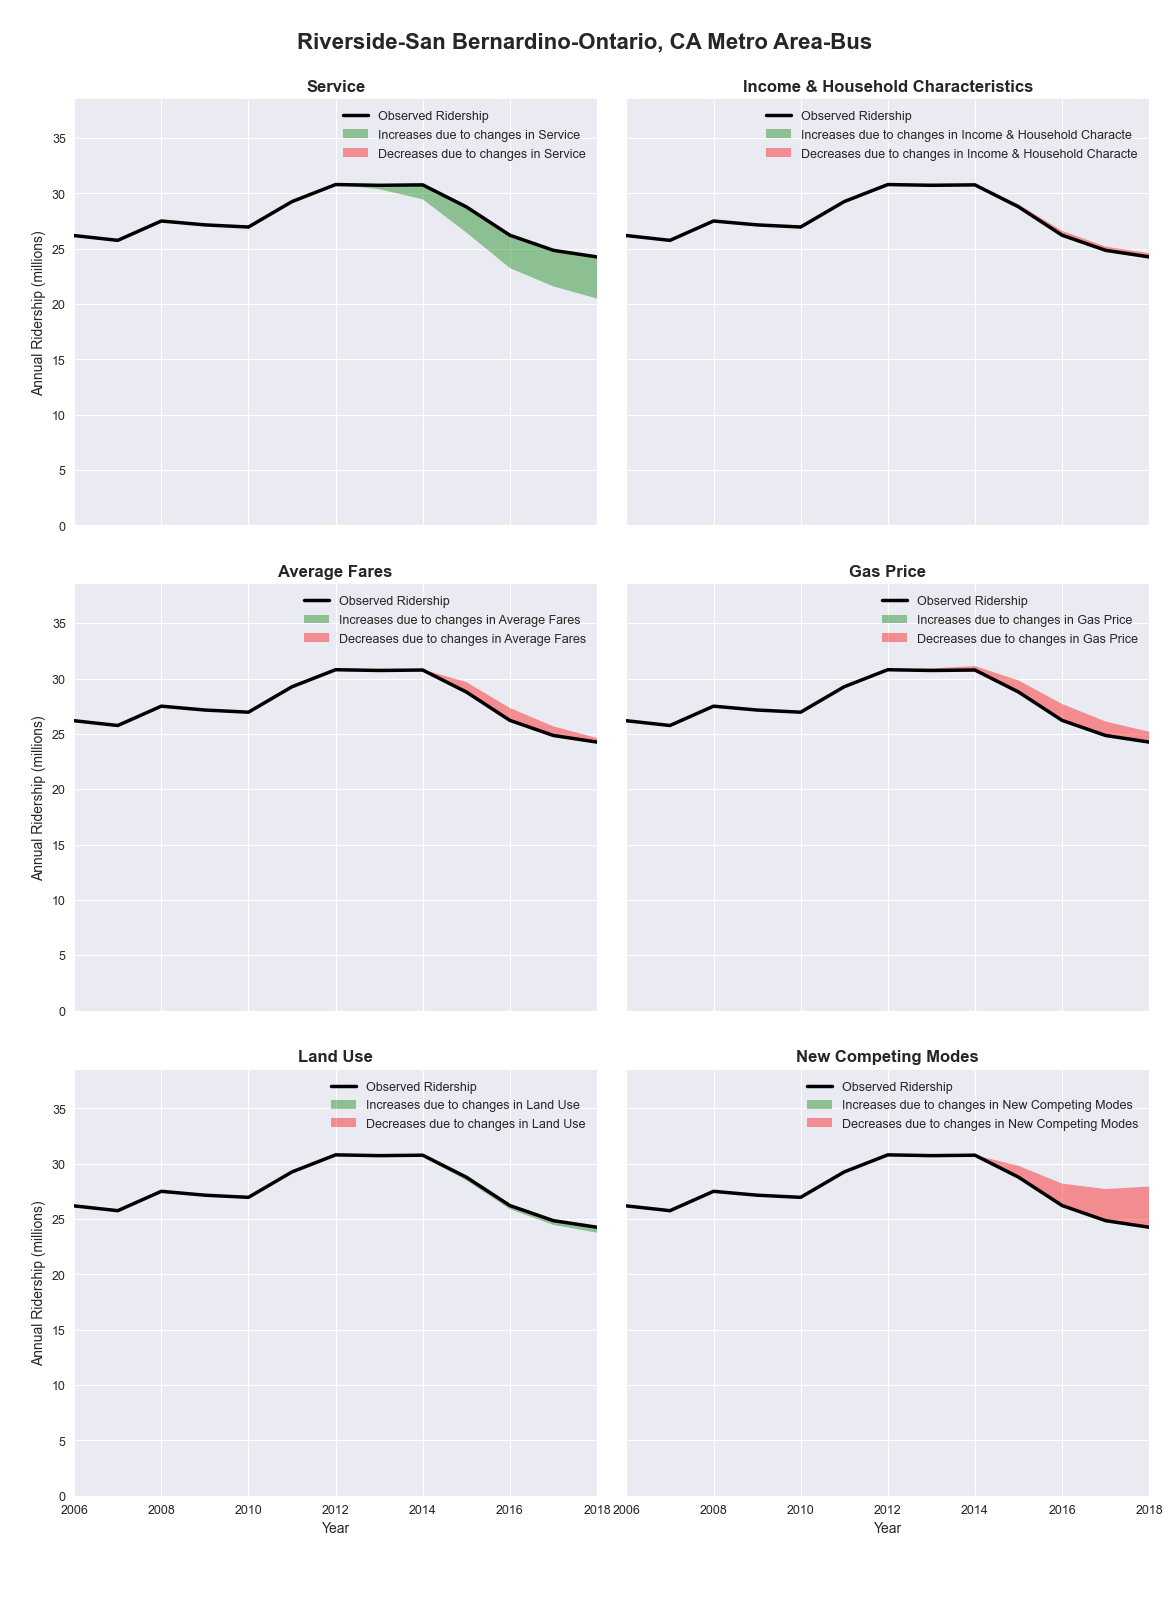 Riverside-San Bernardino-Ontario, CA Metro Area-Bus
Service
Observed Ridership
Increases due to changes in Service
Decreases due to changes in Service
35
30
25
20
15
10
5
0
Annual Ridership (millions)
Income & Household Characteristics
Observed Ridership
Increases due to changes in Income & Household Characte
Decreases due to changes in Income & Household Characte
Average Fares
Observed Ridership
Increases due to changes in Average Fares
Decreases due to changes in Average Fares
35
30
25
20
15
10
5
0
Annual Ridership (millions)
Gas Price
Observed Ridership
Increases due to changes in Gas Price
Decreases due to changes in Gas Price
Land Use
Observed Ridership
Increases due to changes in Land Use
Decreases due to changes in Land Use
35
30
25
20
15
10
5
0
Annual Ridership (millions)
2006 2008 2010 2012 2014 2016 2018
Year
New Competing Modes
Observed Ridership
Increases due to changes in New Competing Modes
Decreases due to changes in New Competing Modes
2006 2008 2010 2012 2014 2016 2018
Year